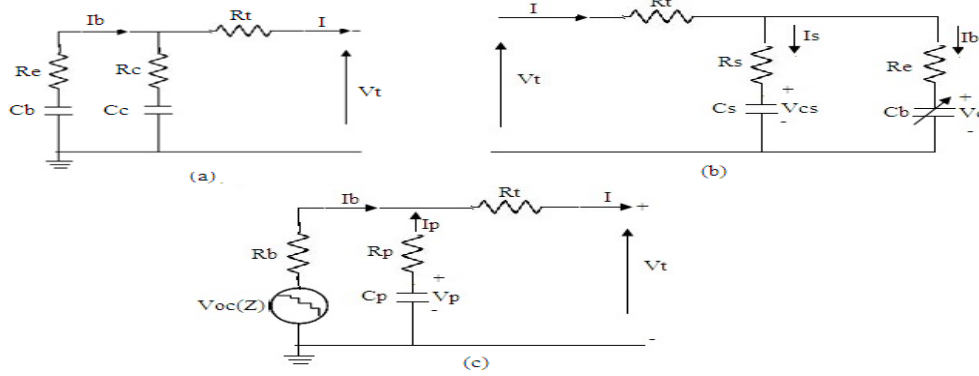 Rt
Ib
I
Re
Rc
Cb
Cc
Vt
(a)
I
Rt
Is
Ib
Rs
Re
Vt
+
+
Cs
Vcs
Cb
-
-
(b)
Rt
Ib
I
+
Ip
Rb
Rp
+
Vt
Voc(Z)
Cp
Vp
-
-
(c)